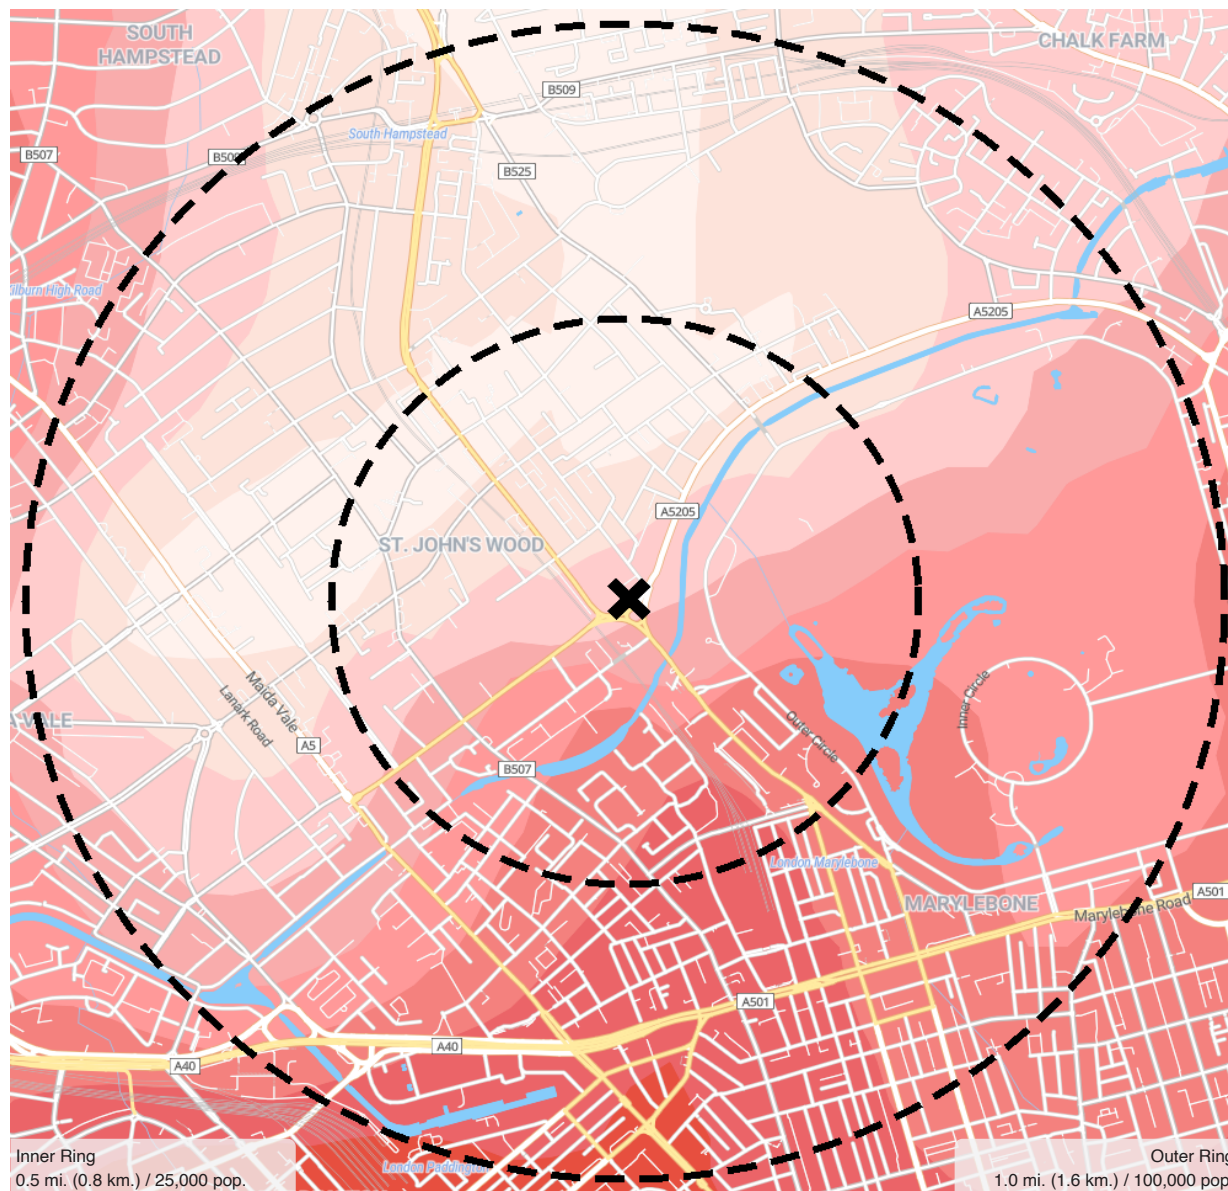 SOUTH
HAMPSTEAD
CHALK FARM
B509
South Hampstead
B507
B525
A5205
ilburn High Road
A5205
ST. JOHN'S WOOD
Maida Vale
Lanark Road
Inner Circle
A VALE
A5
Outer Circle
B507
London Marylebone
MARYLEBONE
A501
Marylebone Road
A501
A40
A40
London Paddington
Inner Ring
0.5 mi. (0.8 km.) / 25,000 pop.
Outer Ring
1.0 mi. (1.6 km.) / 100,000 pop